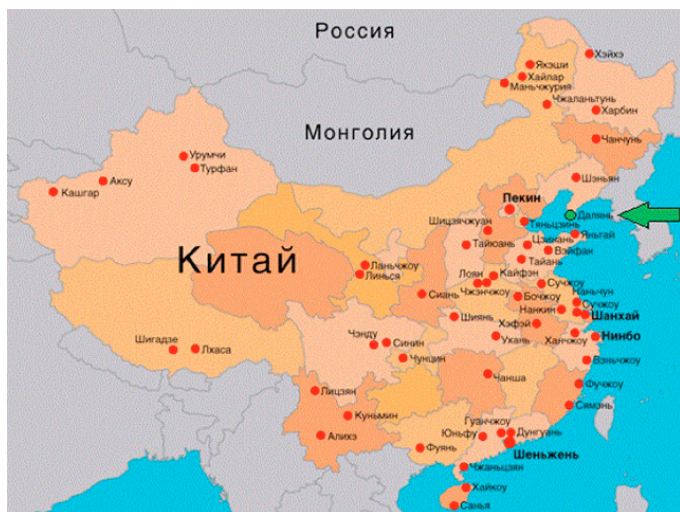 Россия
Хэйхэ
Якэши
Хайлар
Маньчжурия
Чжаланьтунь
Харбин
Монголия
Чанчунь
Урумчи
Турфан
Аксу
Кашгар
Шэньян
Пекин
Далянь
Тяньцзинь
Шицзячжуан
Яньтай
Тайюань
Цзинань
Вэйфан
Тайань
Китай
Ланьчжоу
Линься
Лоян
Кайфэн
Чжэнчжоу
Сучжоу
Сиань
Бочжоу
Наньчун
Сучжоу
Нанкин
Шанхай
Шиянь
Хэфэй
Чэнду
Синин
Ухань
Ханчжоу
Нинбо
Шигадзе
Лхаса
Чунцин
Вэньчжоу
Чанша
Фучжоу
Лицзян
Сямэнь
Куньмин
Гуанчжоу
Алихэ
Юньфу
Дунгуань
Фуянь
Шеньжень
Чжаньцзян
Хайкоу
Санья